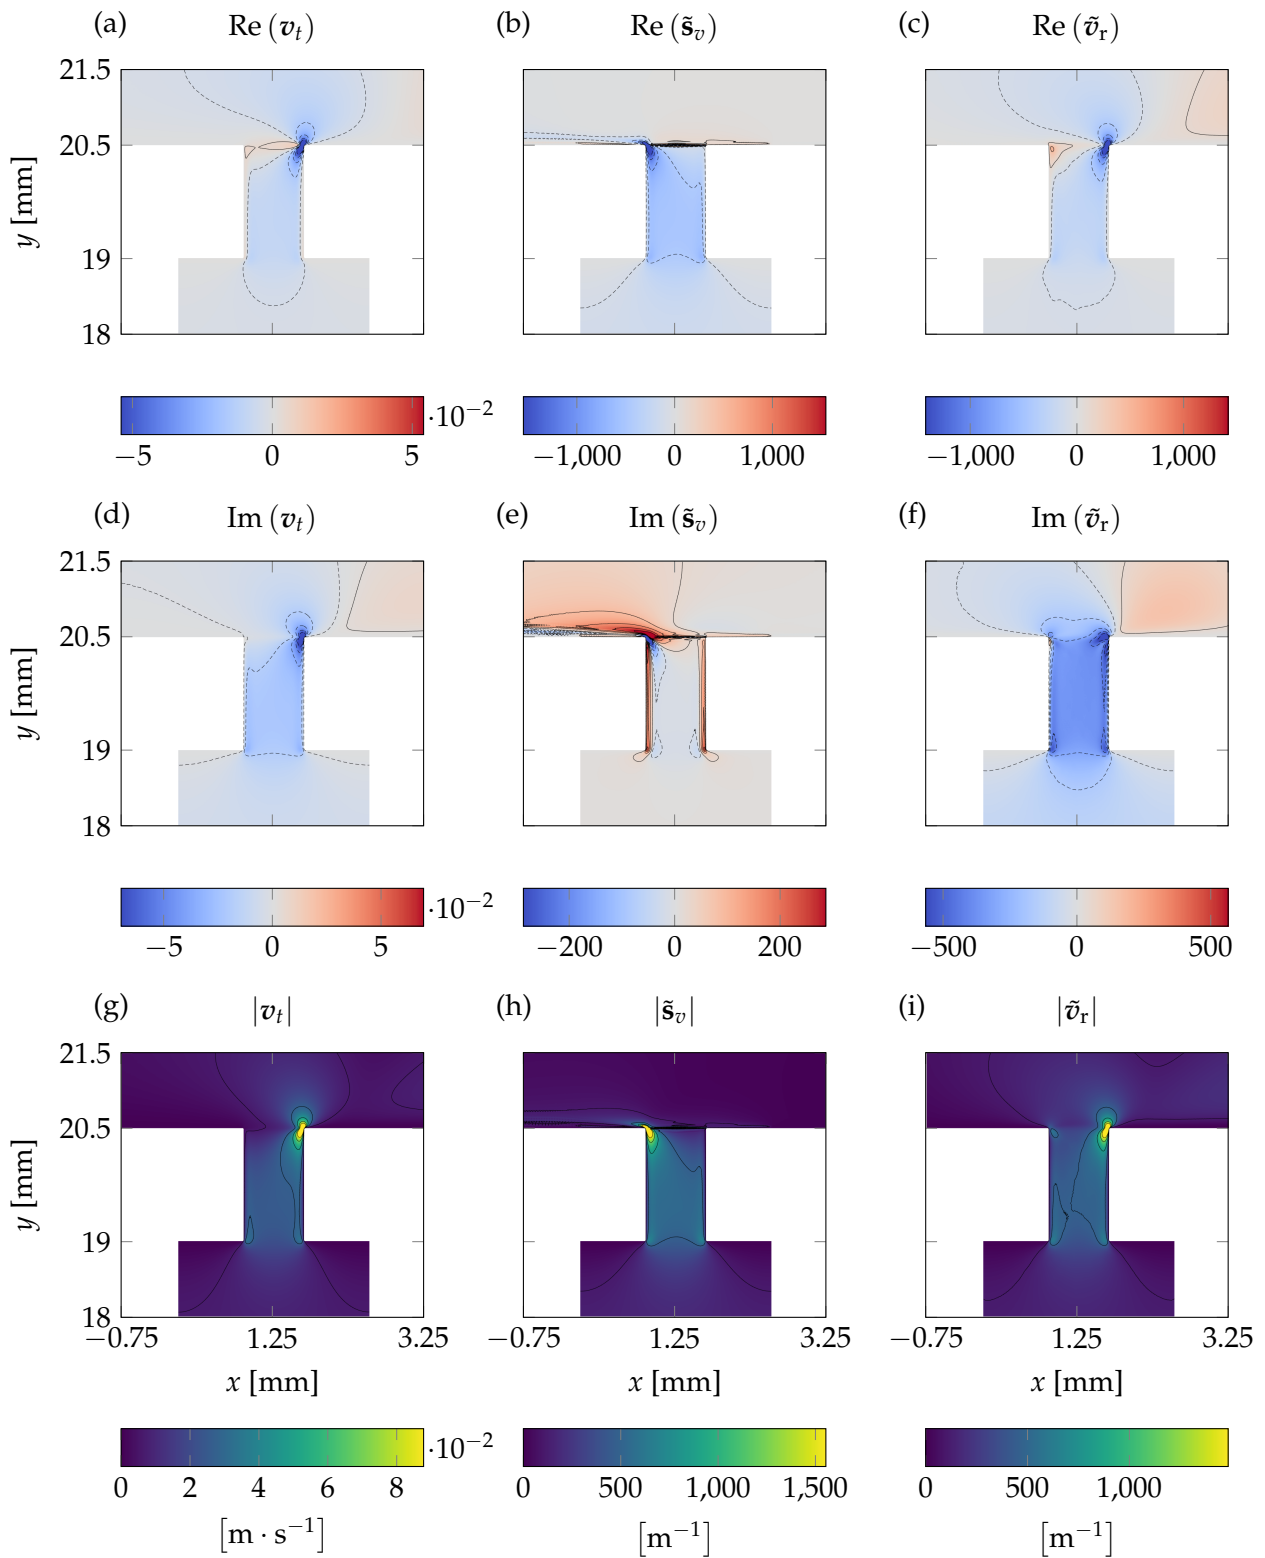 (a) Re (v_t) (b) Re (s̃_v) (c) Re (ṽ_r)
21.5
20.5
y [mm]
19
18
·10⁻²
−5 0 5 −1,000 0 1,000 −1,000 0 1,000
(d) Im (v_t) (e) Im (s̃_v) (f) Im (ṽ_r)
21.5
20.5
y [mm]
19
18
·10⁻²
−5 0 5 −200 0 200 −500 0 500
(g) |v_t| (h) |s̃_v| (i) |ṽ_r|
21.5
20.5
y [mm]
19
18
−0.75 1.25 3.25 −0.75 1.25 3.25 −0.75 1.25 3.25
x [mm] x [mm] x [mm]
·10⁻²
0 2 4 6 8 0 500 1,000 1,500 0 500 1,000
[m · s⁻¹] [m⁻¹] [m⁻¹]